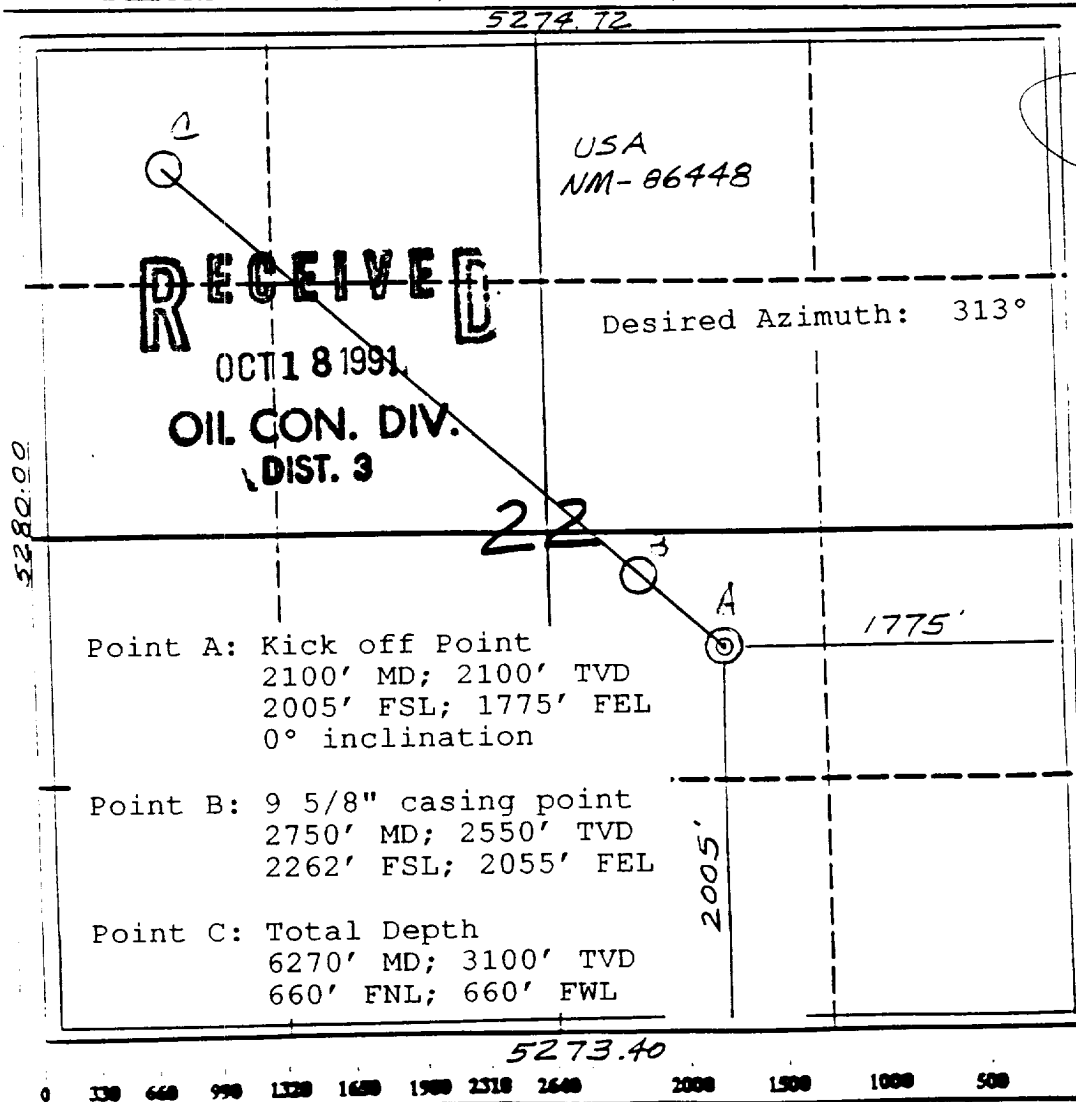 5274.72
C
USA
NM-86448
RECEIVED
Desired Azimuth: 313°
OCT 18 1991
OIL CON. DIV.
DIST. 3
5280.00
22
B
A
1775'
Point A: Kick off Point
2100' MD; 2100' TVD
2005' FSL; 1775' FEL
0° inclination
Point B: 9 5/8" casing point
2750' MD; 2550' TVD
2262' FSL; 2055' FEL
2005'
Point C: Total Depth
6270' MD; 3100' TVD
660' FNL; 660' FWL
5273.40
0 330 660 990 1320 1650 1980 2310 2640 2000 1500 1000 500